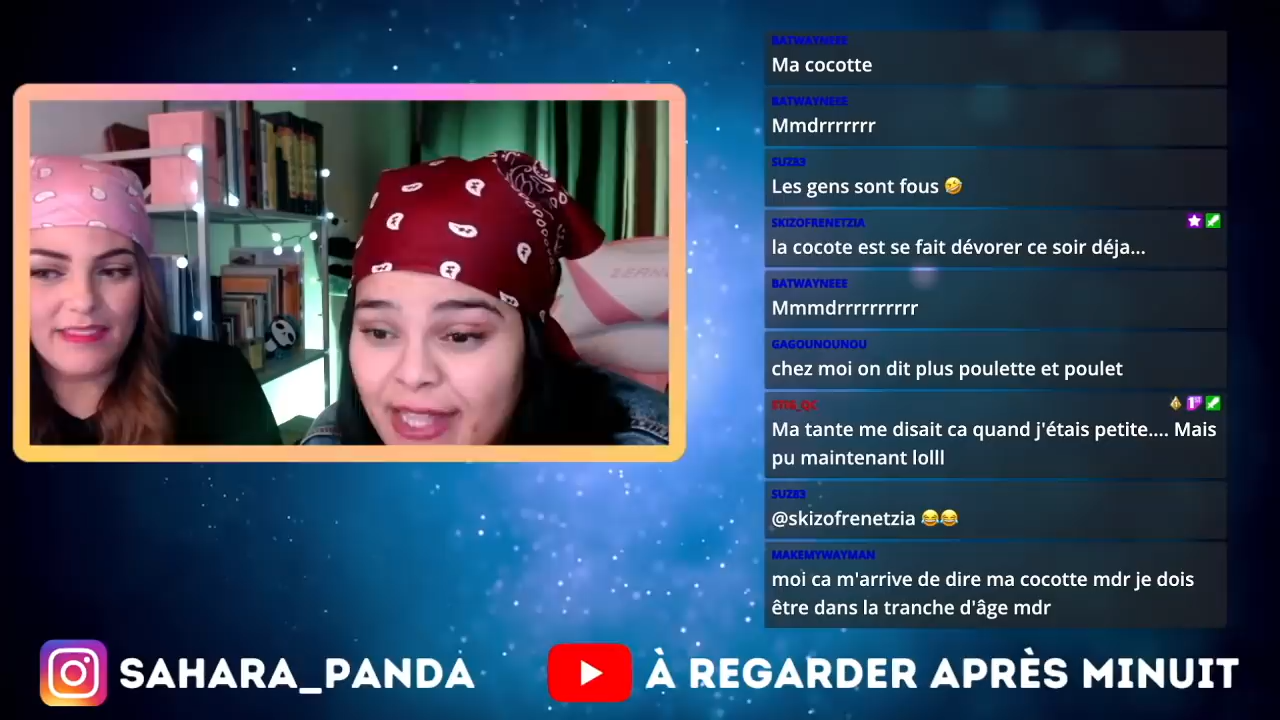 BATWAYNEEE
Ma cocotte
BATWAYNEEE
Mmdrrrrrrr
SUZ83
Les gens sont fous 🤣
SKIZOFRENETZIA
la cocote est se fait dévorer ce soir déja...
BATWAYNEEE
Mmmdrrrrrrrrrr
GAGOUNOUNOU
chez moi on dit plus poulette et poulet
Ma tante me disait ca quand j'étais petite.... Mais
pu maintenant lolll
SUZ83
@skizofrenetzia 😂😂
MAKEMYWAYMAN
moi ca m'arrive de dire ma cocotte mdr je dois
être dans la tranche d'âge mdr
SAHARA_PANDA
À REGARDER APRÈS MINUIT